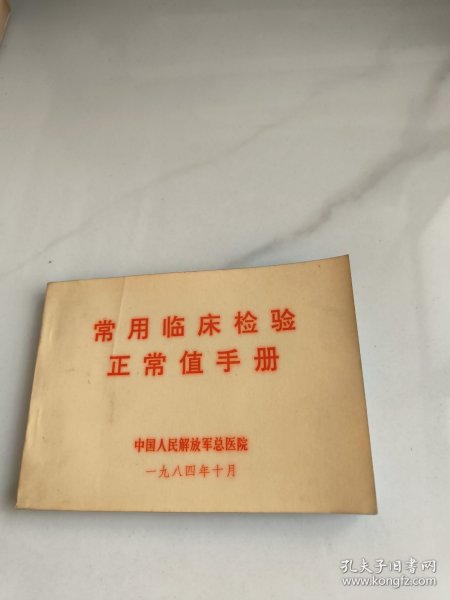 常用临床检验
正常值手册
中国人民解放军总医院
一九八四年十月
孔夫子旧书网
www.kongfz.com